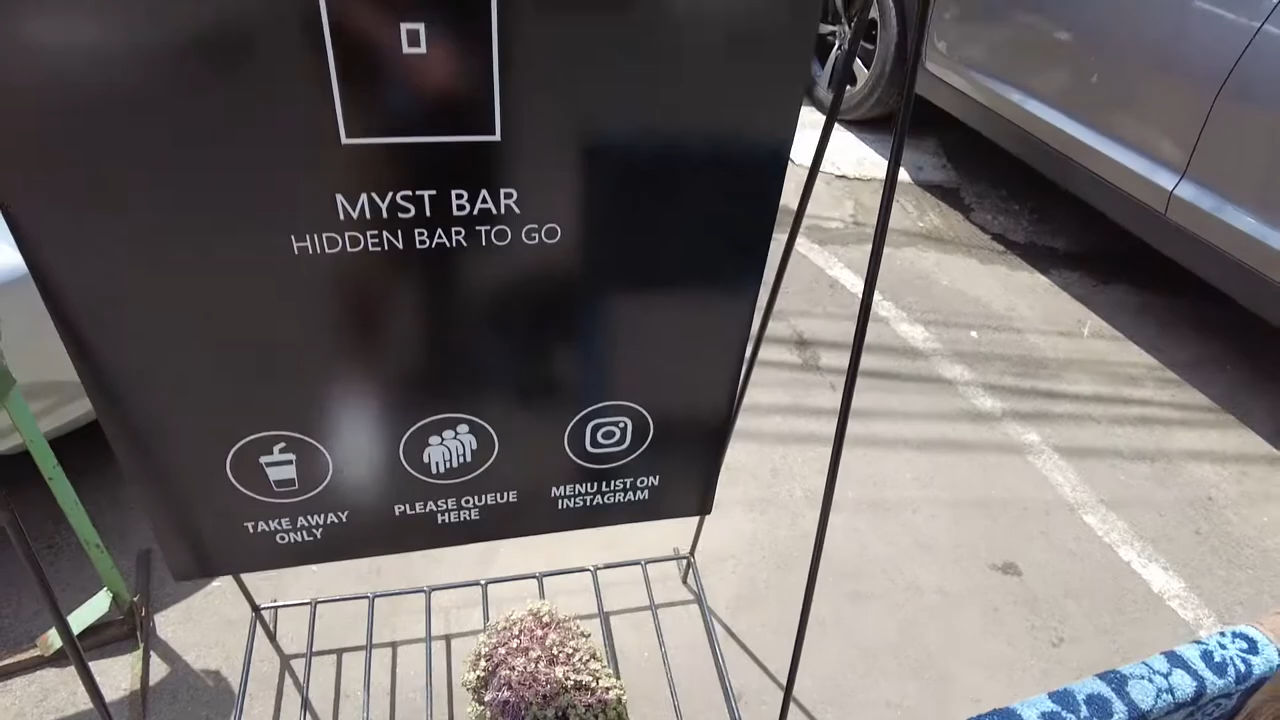 MYST BAR
HIDDEN BAR TO GO
TAKE AWAY
ONLY
PLEASE QUEUE
HERE
MENU LIST ON
INSTAGRAM